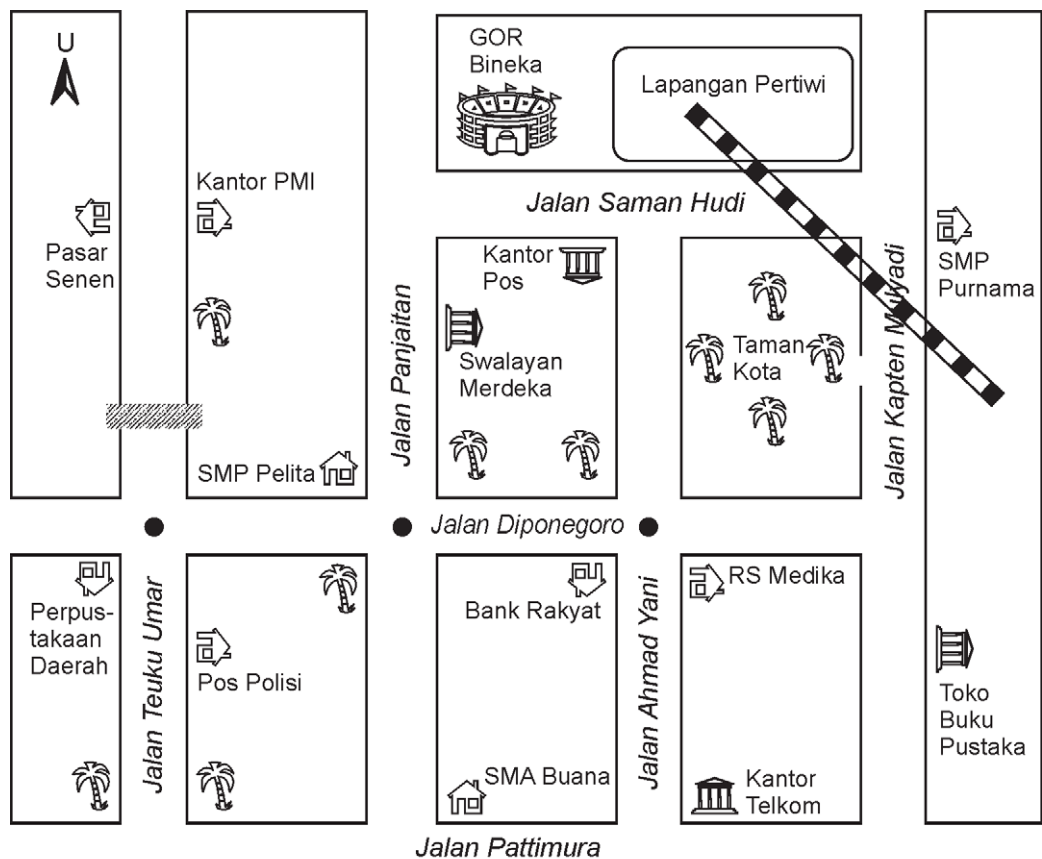 U
GOR
Bineka
Lapangan Pertiwi
Kantor PMI
Jalan Saman Hudi
Pasar
Senen
Kantor
Pos
SMP
Purnama
Jalan Panjaitan
Swalayan
Merdeka
Taman
Kota
Jalan Kapten Mulyadi
SMP Pelita
Jalan Diponegoro
Perpus-
takaan
Daerah
Jalan Teuku Umar
Pos Polisi
Bank Rakyat
Jalan Ahmad Yani
RS Medika
Toko
Buku
Pustaka
SMA Buana
Kantor
Telkom
Jalan Pattimura